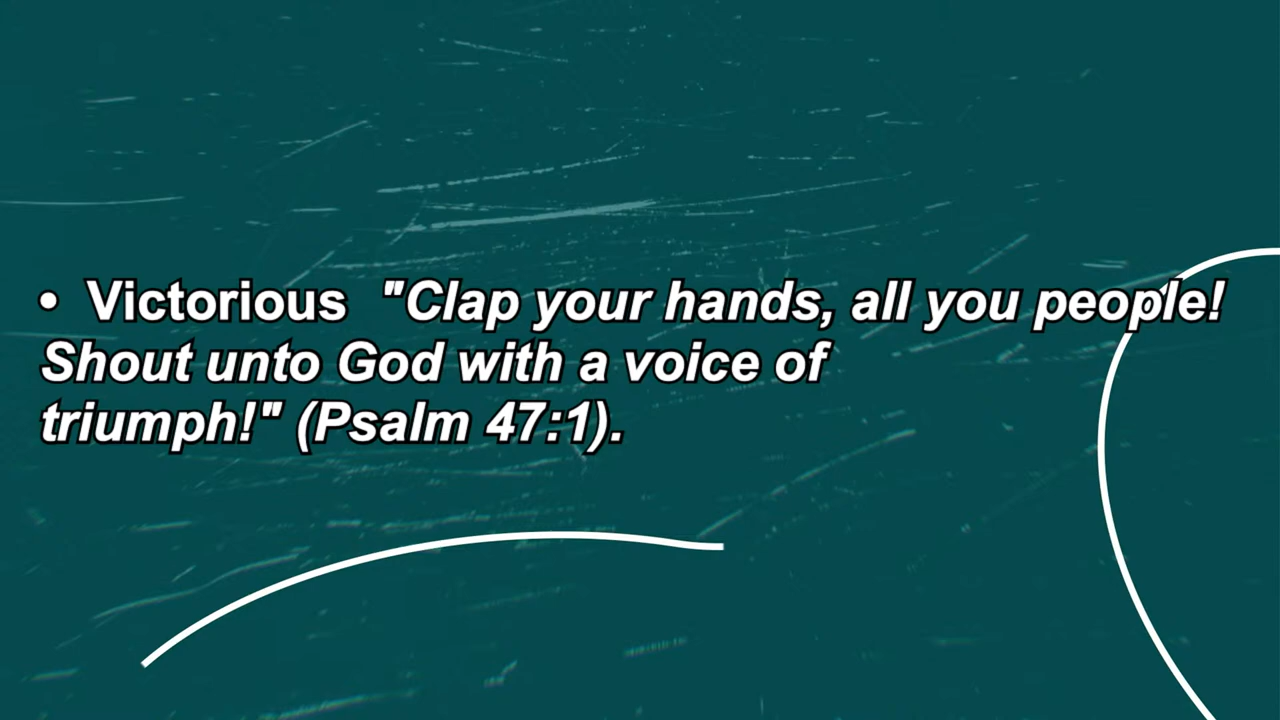 • Victorious "Clap your hands, all you people!
Shout unto God with a voice of
triumph!" (Psalm 47:1).